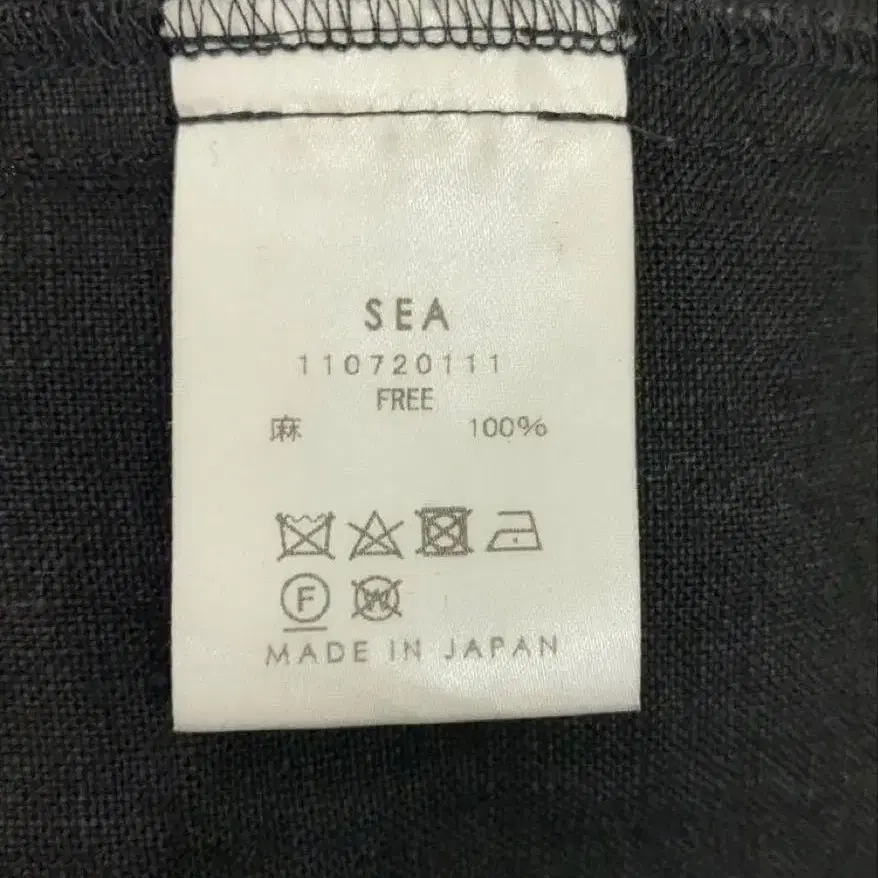 SEA
110720111
FREE
麻 100%
F W
MADE IN JAPAN